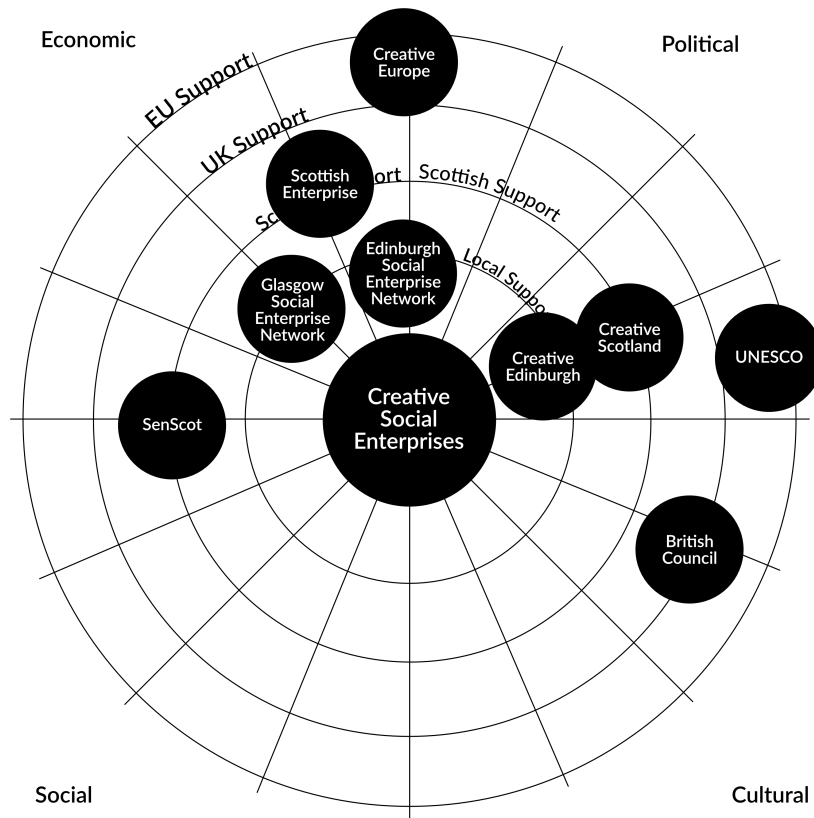 Economic
Political
Creative
Europe
EU Support
UK Support
Scottish
Enterprise
Scottish Support
Edinburgh
Social
Enterprise
Network
Local
Glasgow
Social
Enterprise
Network
Creative
Scotland
UNESCO
Creative
Edinburgh
Creative
Social
Enterprises
SenScot
British
Council
Social
Cultural